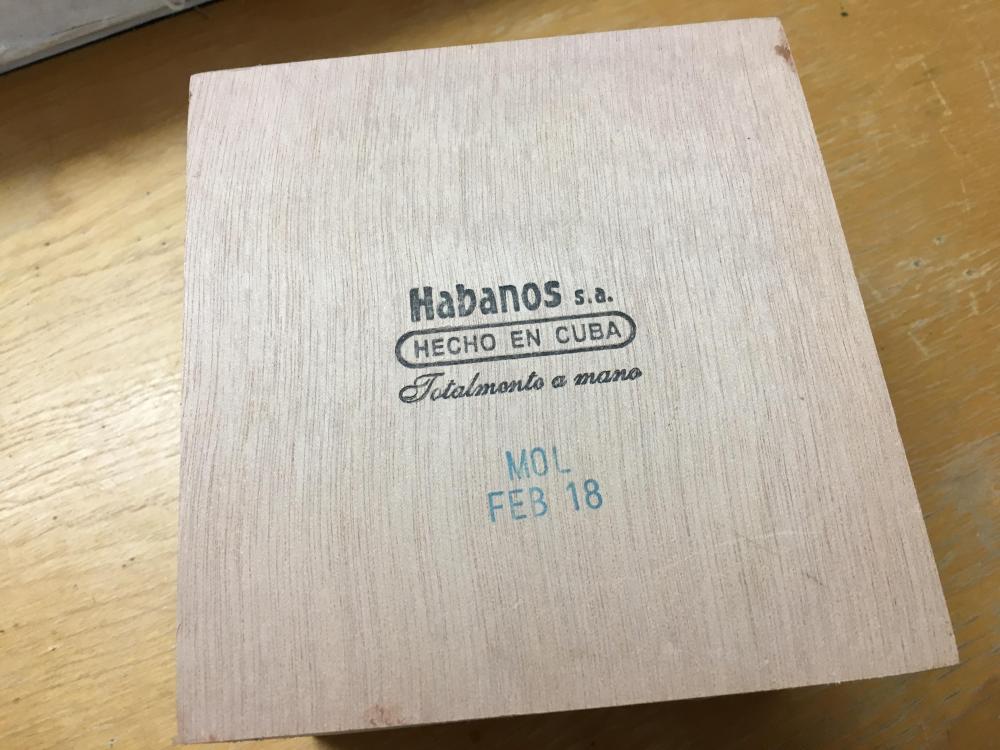 Habanos s.a.
HECHO EN CUBA
Totalmente a mano
MOL
FEB 18